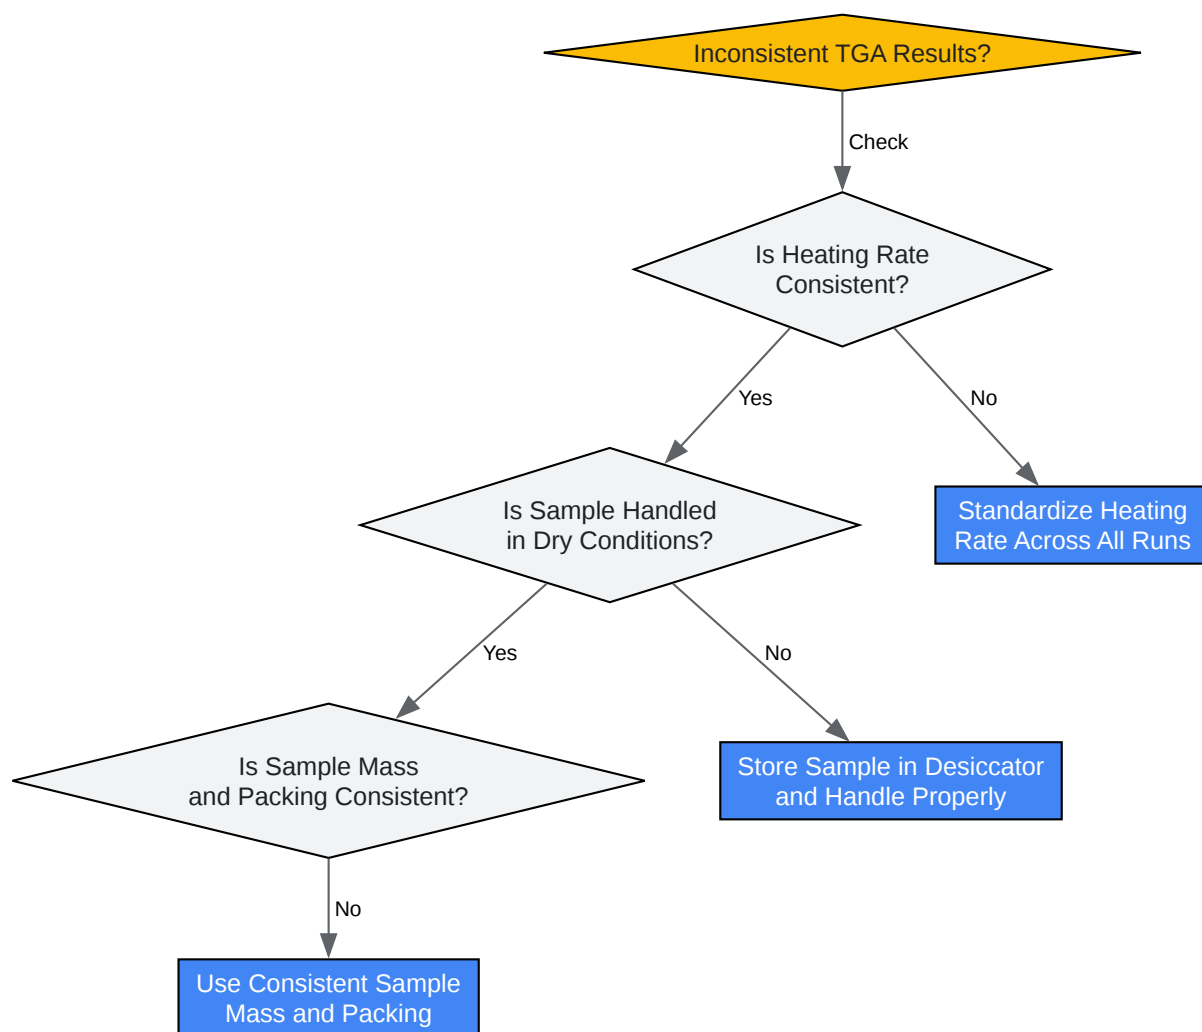 Inconsistent TGA Results?
Check
Is Heating Rate
Consistent?
Yes
No
Is Sample Handled
in Dry Conditions?
Standardize Heating
Rate Across All Runs
Yes
No
Is Sample Mass
and Packing Consistent?
Store Sample in Desiccator
and Handle Properly
No
Use Consistent Sample
Mass and Packing